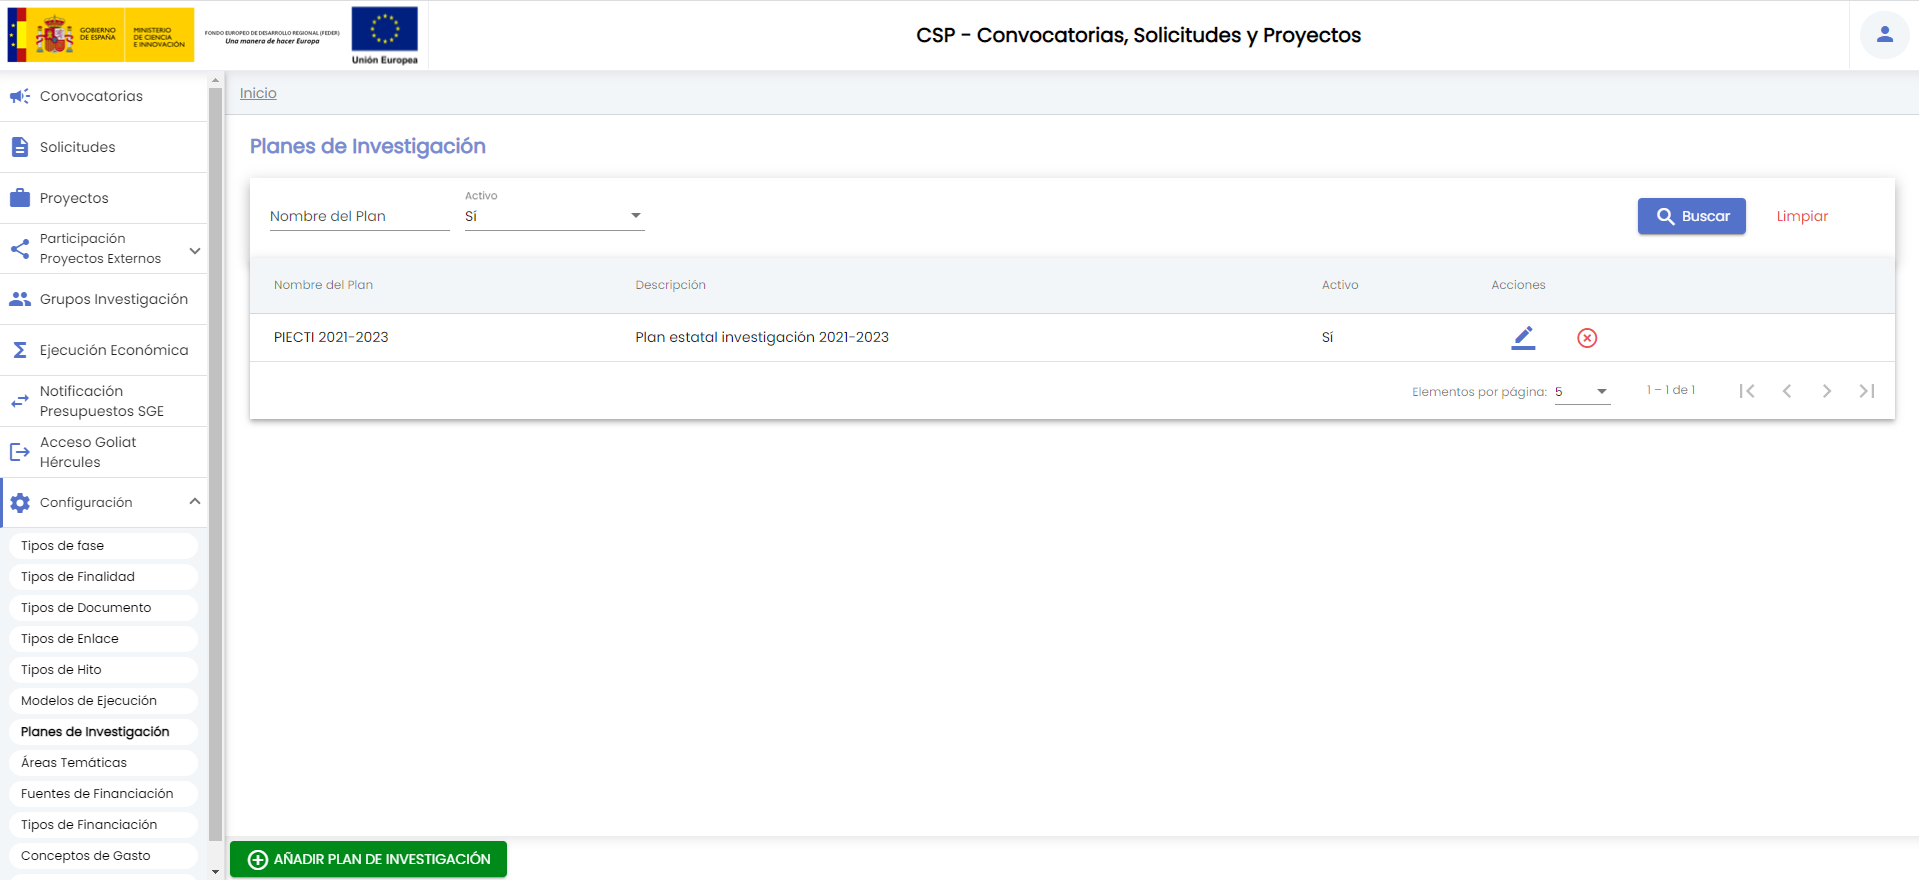 GOBIERNO
DE ESPAÑA
MINISTERIO
DE CIENCIA
E INNOVACIÓN
FONDO EUROPEO DE DESARROLLO REGIONAL (FEDER)
Una manera de hacer Europa
Unión Europea
CSP - Convocatorias, Solicitudes y Proyectos
Convocatorias
Solicitudes
Proyectos
Participación
Proyectos Externos
Grupos Investigación
Ejecución Económica
Notificación
Presupuestos SGE
Acceso Goliat
Hércules
Configuración
Tipos de fase
Tipos de Finalidad
Tipos de Documento
Tipos de Enlace
Tipos de Hito
Modelos de Ejecución
Planes de Investigación
Áreas Temáticas
Fuentes de Financiación
Tipos de Financiación
Conceptos de Gasto
Inicio
Planes de Investigación
Activo
Nombre del Plan Sí Buscar Limpiar
Nombre del Plan Descripción Activo Acciones
PIECTI 2021-2023 Plan estatal investigación 2021-2023 Sí
Elementos por página: 5 1 – 1 de 1
AÑADIR PLAN DE INVESTIGACIÓN